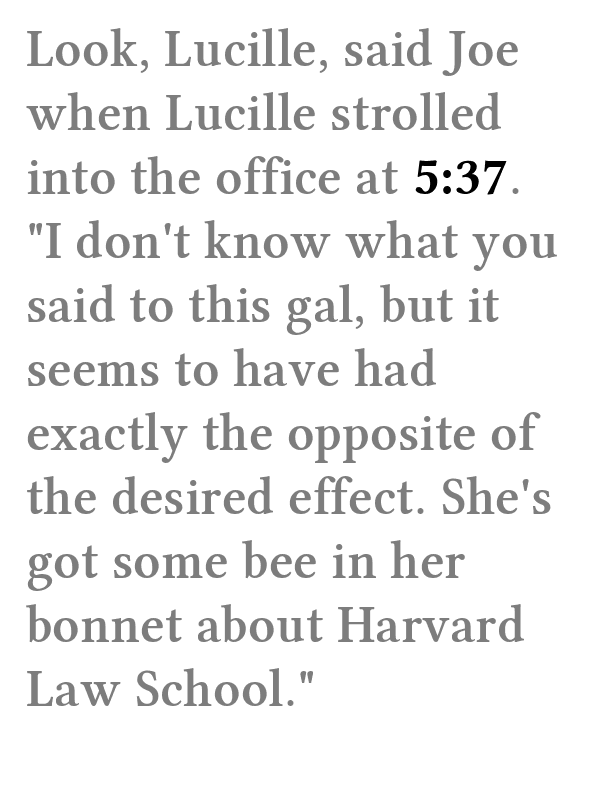 Look, Lucille, said Joe
when Lucille strolled
into the office at 5:37.
"I don't know what you
said to this gal, but it
seems to have had
exactly the opposite of
the desired effect. She's
got some bee in her
bonnet about Harvard
Law School."